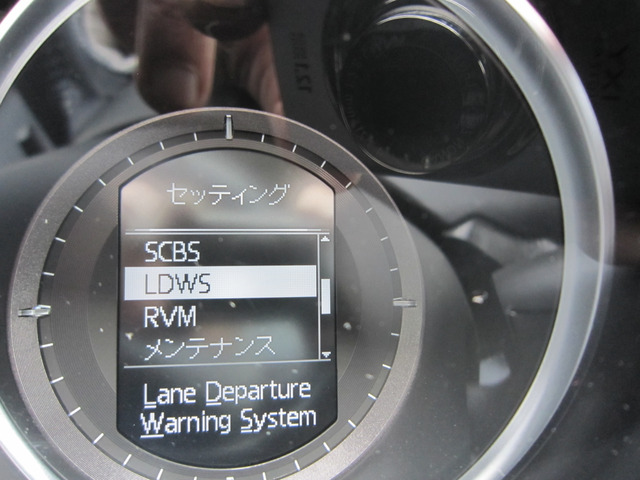 セッティング
SCBS
LDWS
RVM
メンテナンス
Lane Departure
Warning System